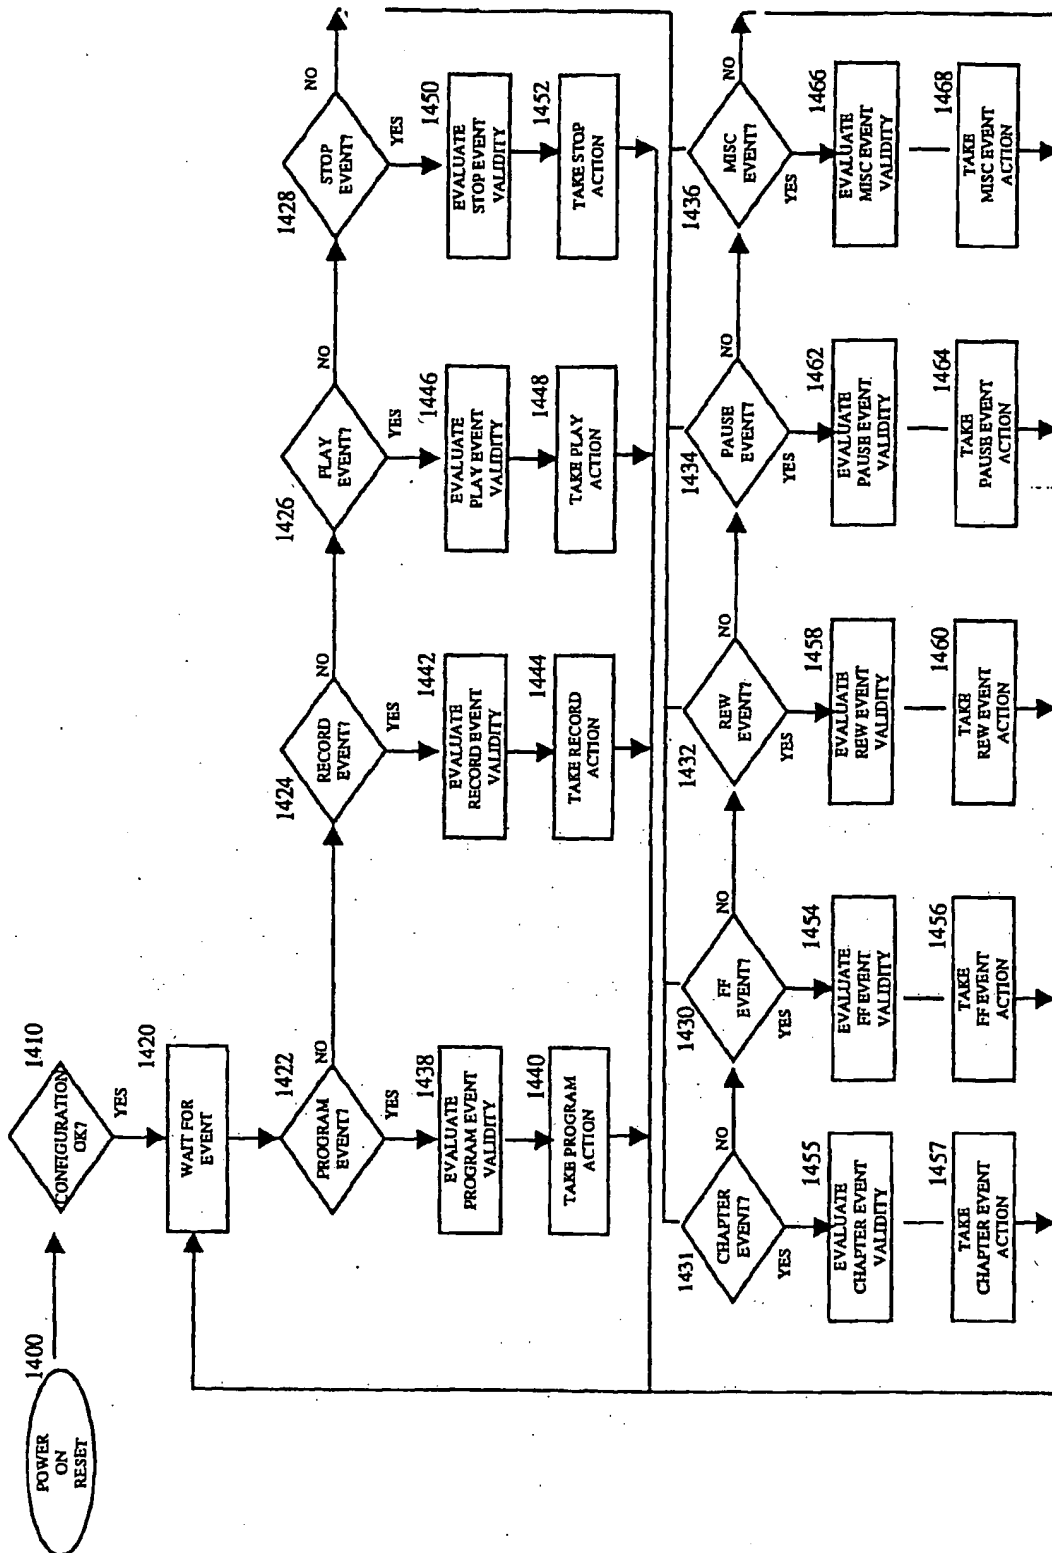 1400
POWER
ON
RESET
1410
CONFIGURATION
OK?
YES
1420
WAIT FOR
EVENT
1422
PROGRAM
EVENT?
NO
YES
1438
EVALUATE
PROGRAM EVENT
VALIDITY
1440
TAKE PROGRAM
ACTION
1424
RECORD
EVENT?
NO
YES
1442
EVALUATE
RECORD EVENT
VALIDITY
1444
TAKE RECORD
ACTION
1426
PLAY
EVENT?
NO
YES
1446
EVALUATE
PLAY EVENT
VALIDITY
1448
TAKE PLAY
ACTION
1428
STOP
EVENT?
NO
YES
1450
EVALUATE
STOP EVENT
VALIDITY
1452
TAKE STOP
ACTION
1431
CHAPTER
EVENT?
NO
YES
1455
EVALUATE
CHAPTER EVENT
VALIDITY
1457
TAKE
CHAPTER EVENT
ACTION
1430
FF
EVENT?
NO
YES
1454
EVALUATE
FF EVENT
VALIDITY
1456
TAKE
FF EVENT
ACTION
1432
REW
EVENT?
NO
YES
1458
EVALUATE
REW EVENT
VALIDITY
1460
TAKE
REW EVENT
ACTION
1434
PAUSE
EVENT?
NO
YES
1462
EVALUATE
PAUSE EVENT
VALIDITY
1464
TAKE
PAUSE EVENT
ACTION
1436
MISC
EVENT?
NO
YES
1466
EVALUATE
MISC EVENT
VALIDITY
1468
TAKE
MISC EVENT
ACTION